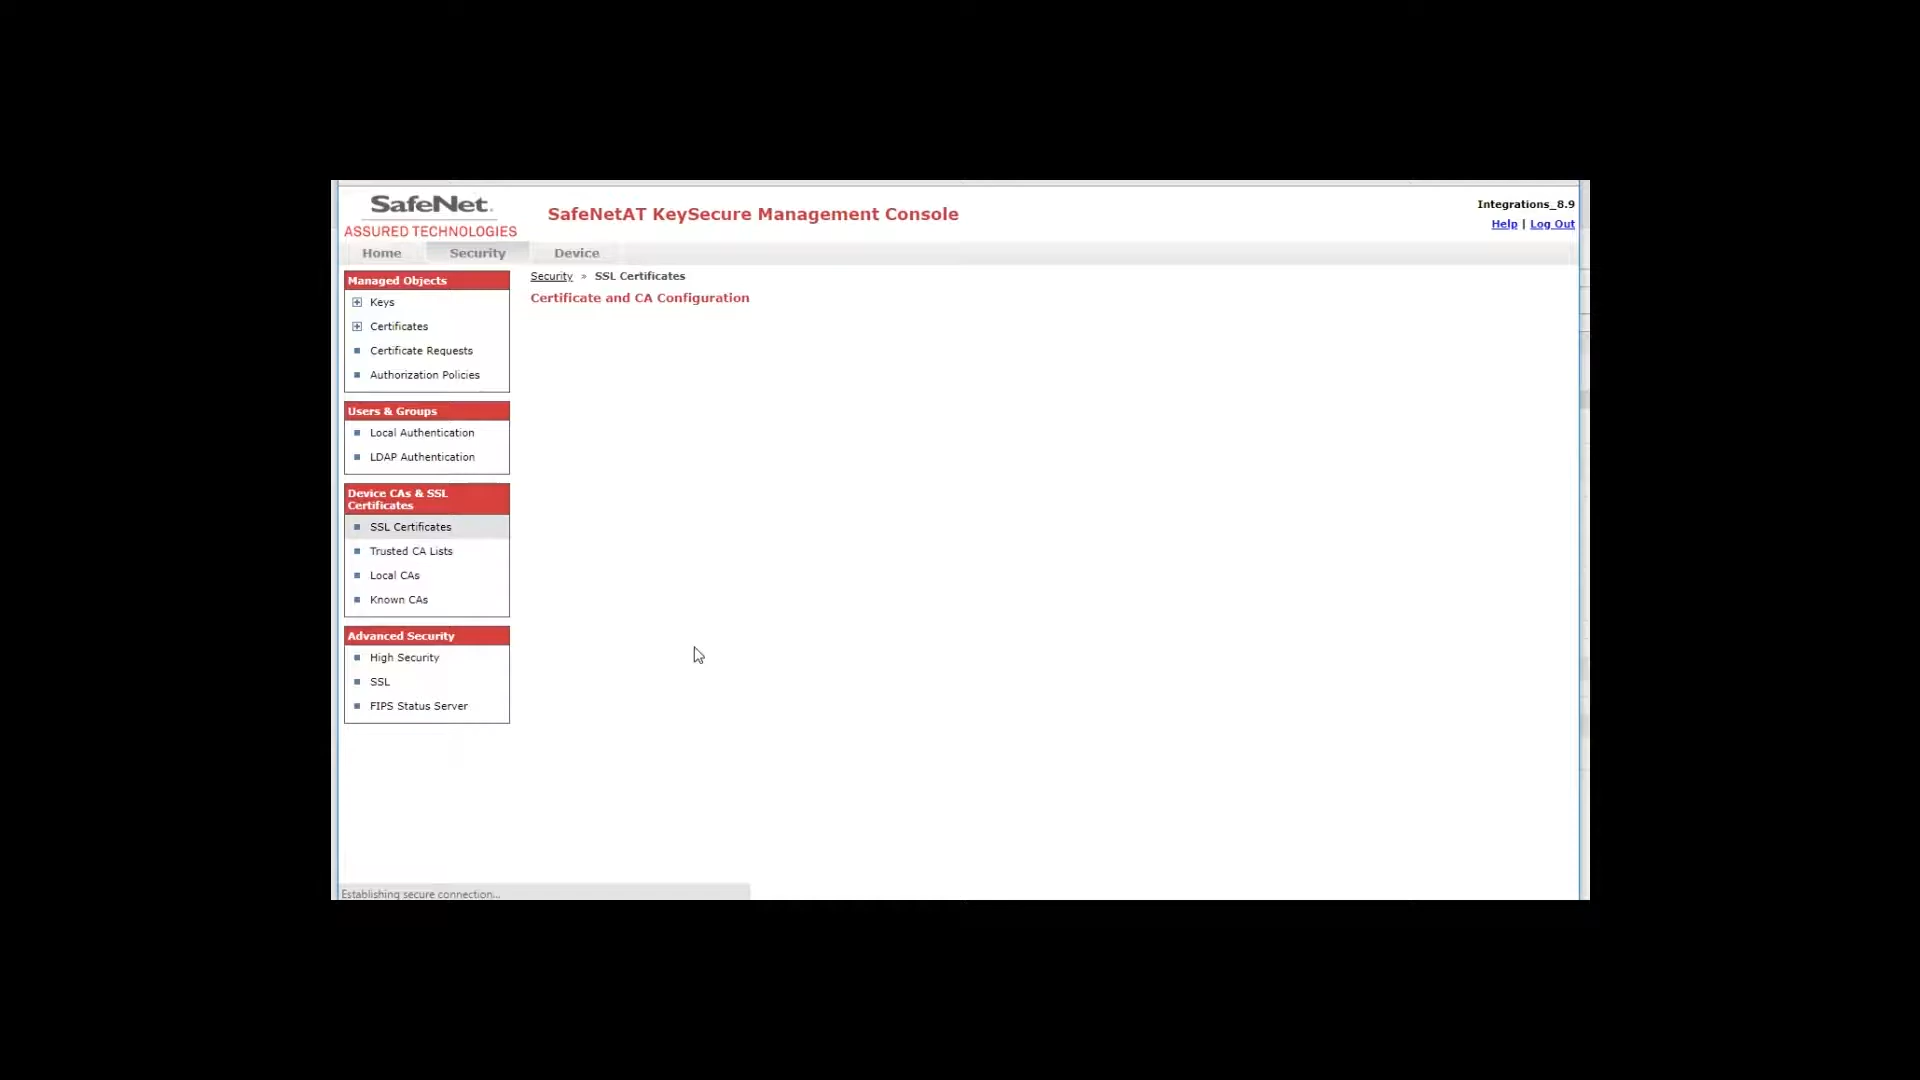 SafeNet.
ASSURED TECHNOLOGIES
SafeNetAT KeySecure Management Console
Integrations_8.9
Help | Log Out
Home Security Device
Managed Objects
Keys
Certificates
Certificate Requests
Authorization Policies
Users & Groups
Local Authentication
LDAP Authentication
Device CAs & SSL
Certificates
SSL Certificates
Trusted CA Lists
Local CAs
Known CAs
Advanced Security
High Security
SSL
FIPS Status Server
Security » SSL Certificates
Certificate and CA Configuration
Establishing secure connection...